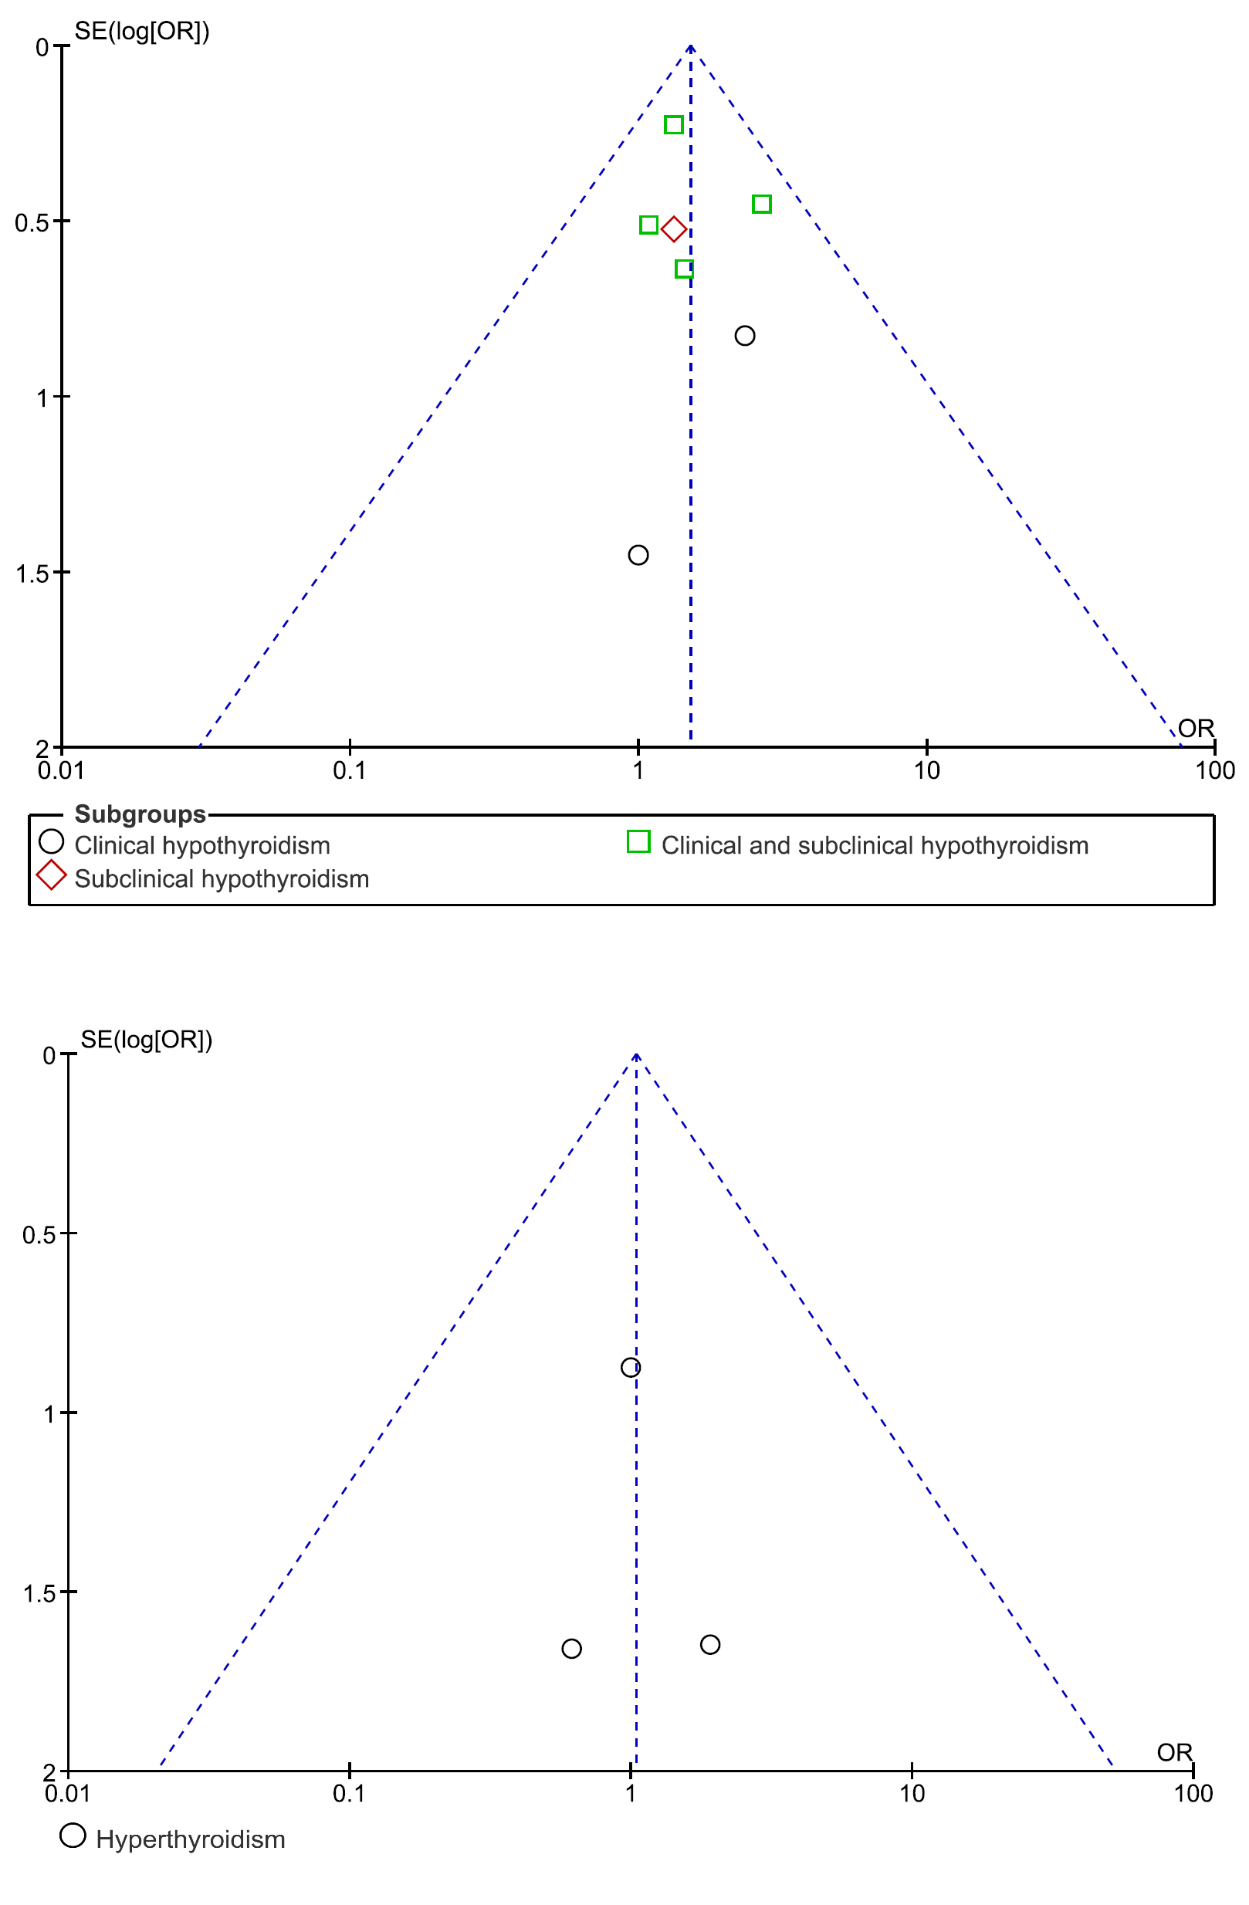 SE(log[OR])
0
0.5
1
1.5
2
OR
0.01 0.1 1 10 100
Subgroups
Clinical hypothyroidism Clinical and subclinical hypothyroidism
Subclinical hypothyroidism
SE(log[OR])
0
0.5
1
1.5
2
OR
0.01 0.1 1 10 100
Hyperthyroidism